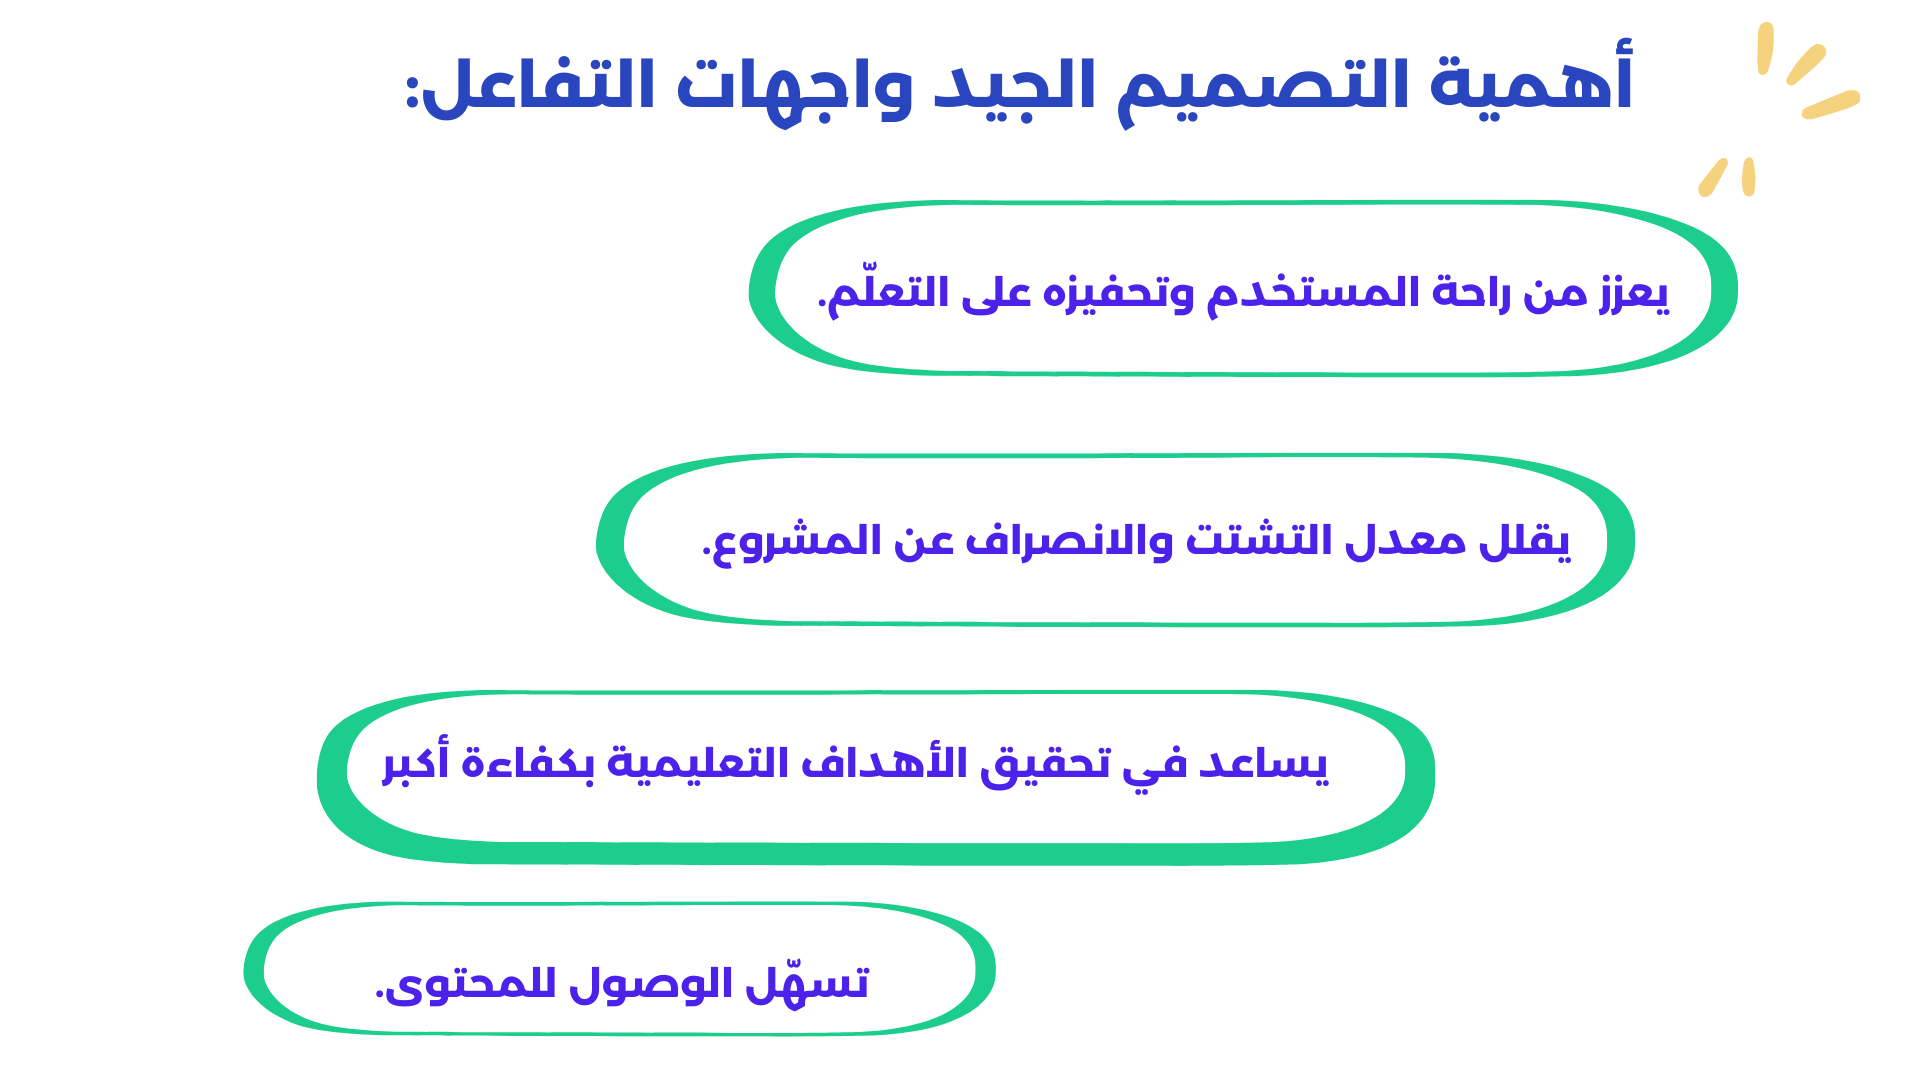 أهمية التصميم الجيد واجهات التفاعل:
يعزز من راحة المستخدم وتحفيزه على التعلّم.
يقلل معدل التشتت والانصراف عن المشروع.
يساعد في تحقيق الأهداف التعليمية بكفاءة أكبر
تسهّل الوصول للمحتوى.